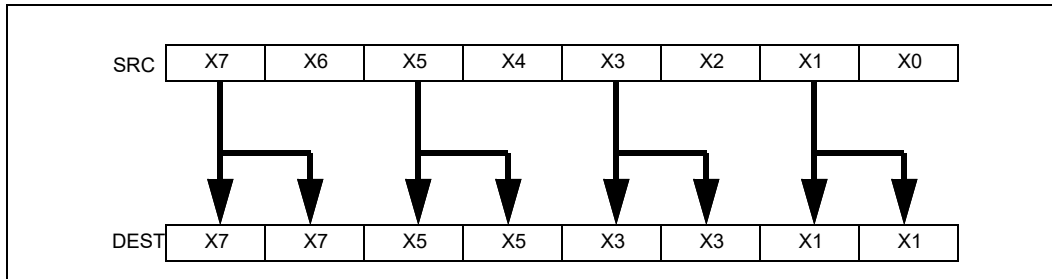 SRC X7 X6 X5 X4 X3 X2 X1 X0
DEST X7 X7 X5 X5 X3 X3 X1 X1